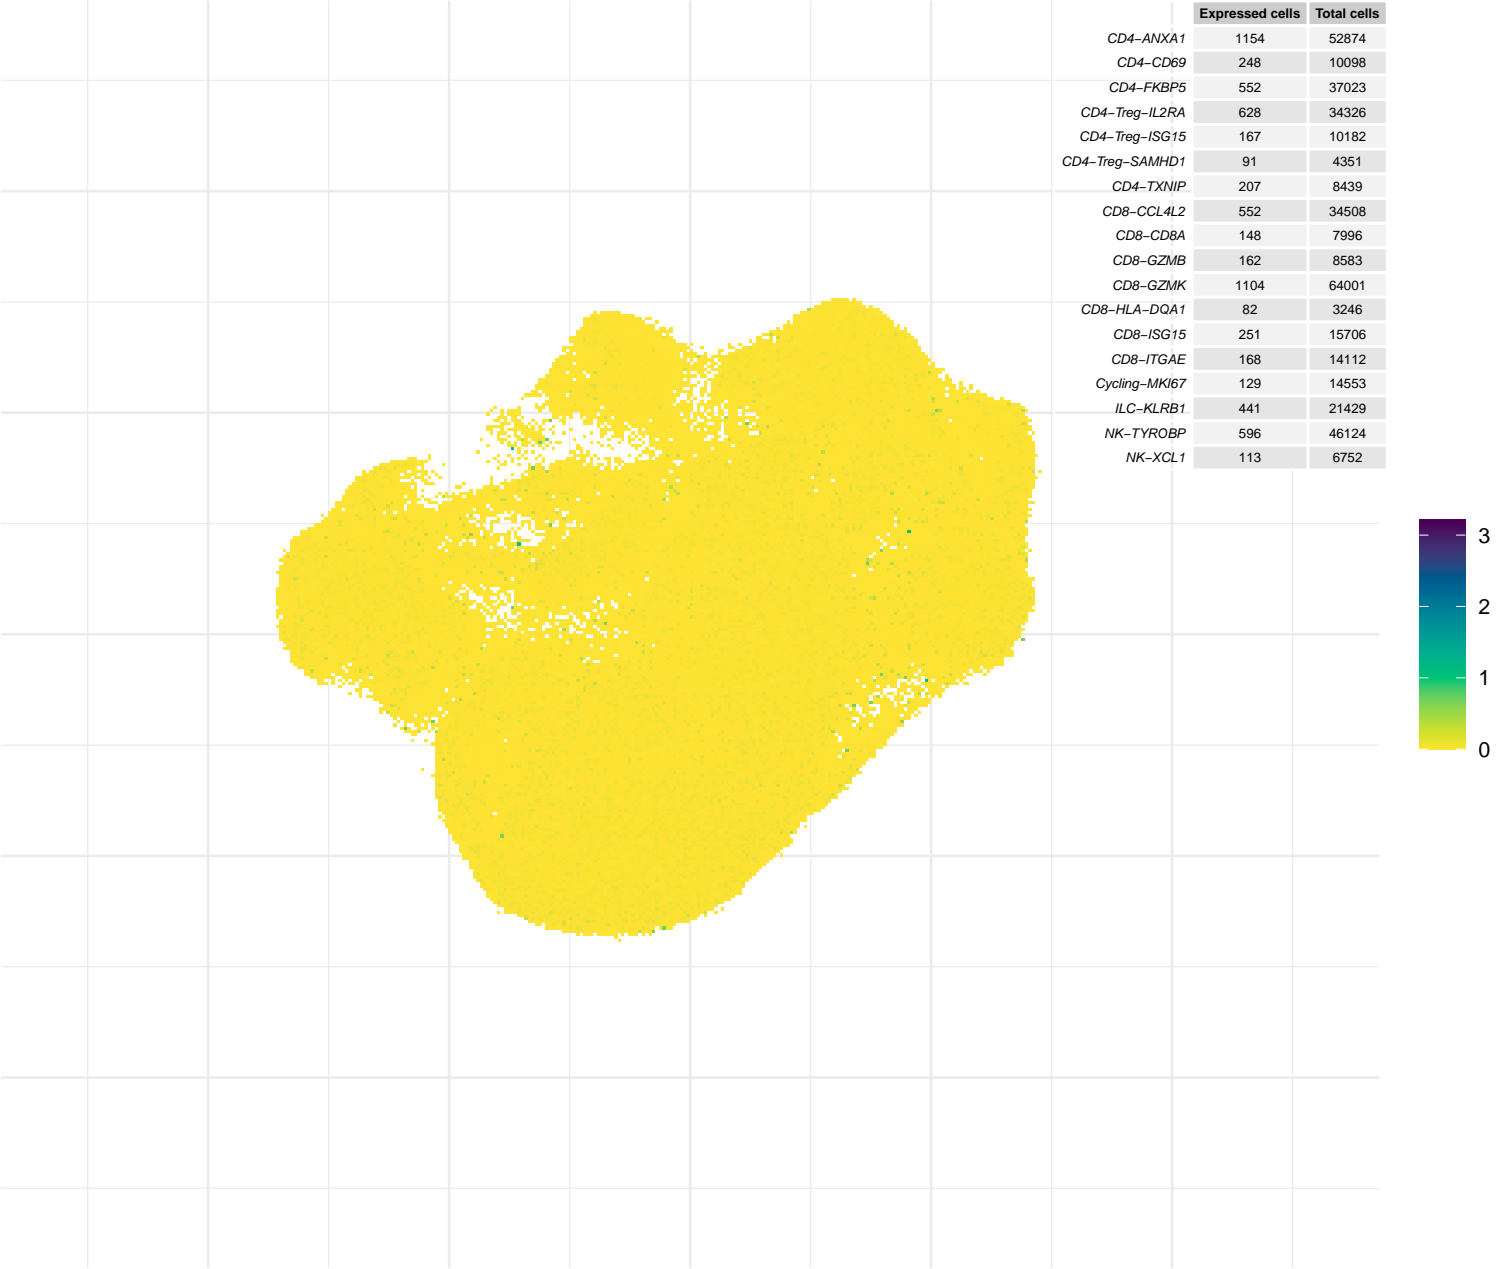 Expressed cells Total cells
CD4−ANXA1 1154 52874
CD4−CD69 248 10098
CD4−FKBP5 552 37023
CD4−Treg−IL2RA 628 34326
CD4−Treg−ISG15 167 10182
CD4−Treg−SAMHD1 91 4351
CD4−TXNIP 207 8439
CD8−CCL4L2 552 34508
CD8−CD8A 148 7996
CD8−GZMB 162 8583
CD8−GZMK 1104 64001
CD8−HLA−DQA1 82 3246
CD8−ISG15 251 15706
CD8−ITGAE 168 14112
Cycling−MKI67 129 14553
ILC−KLRB1 441 21429
NK−TYROBP 596 46124
NK−XCL1 113 6752
3
2
1
0